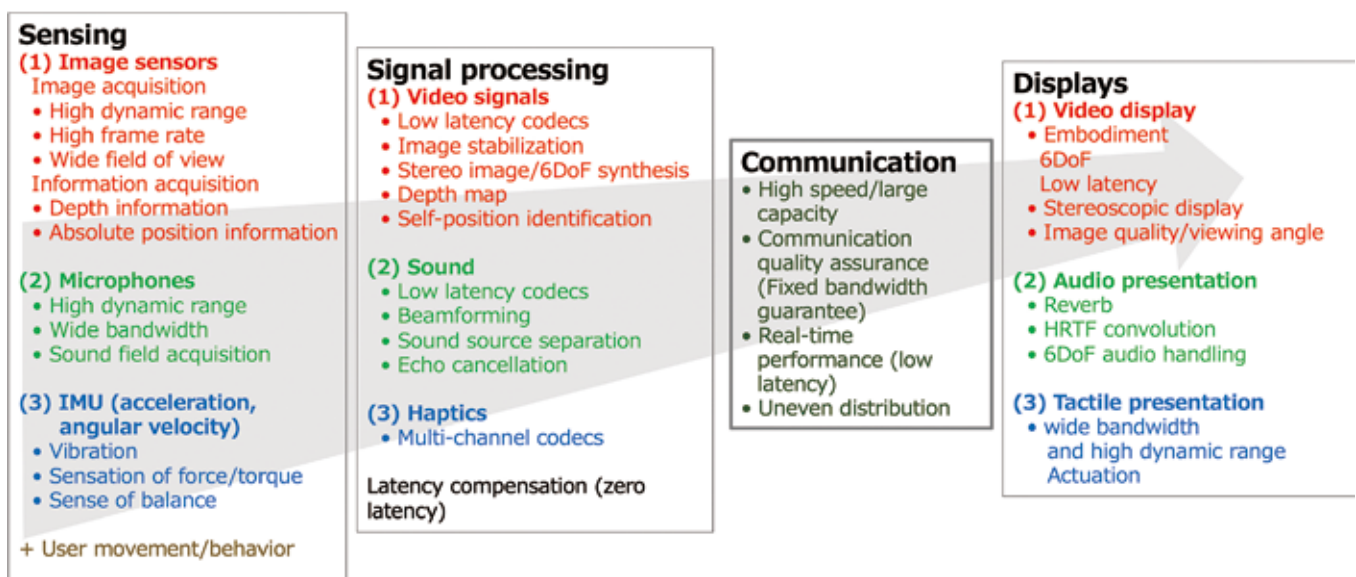 Sensing
(1) Image sensors
Image acquisition
• High dynamic range
• High frame rate
• Wide field of view
Information acquisition
• Depth information
• Absolute position information
(2) Microphones
• High dynamic range
• Wide bandwidth
• Sound field acquisition
(3) IMU (acceleration,
angular velocity)
• Vibration
• Sensation of force/torque
• Sense of balance
+ User movement/behavior
Signal processing
(1) Video signals
• Low latency codecs
• Image stabilization
• Stereo image/6DoF synthesis
• Depth map
• Self-position identification
(2) Sound
• Low latency codecs
• Beamforming
• Sound source separation
• Echo cancellation
(3) Haptics
• Multi-channel codecs
Latency compensation (zero
latency)
Communication
• High speed/large
capacity
• Communication
quality assurance
(Fixed bandwidth
guarantee)
• Real-time
performance (low
latency)
• Uneven distribution
Displays
(1) Video display
• Embodiment
6DoF
Low latency
• Stereoscopic display
• Image quality/viewing angle
(2) Audio presentation
• Reverb
• HRTF convolution
• 6DoF audio handling
(3) Tactile presentation
• wide bandwidth
and high dynamic range
Actuation